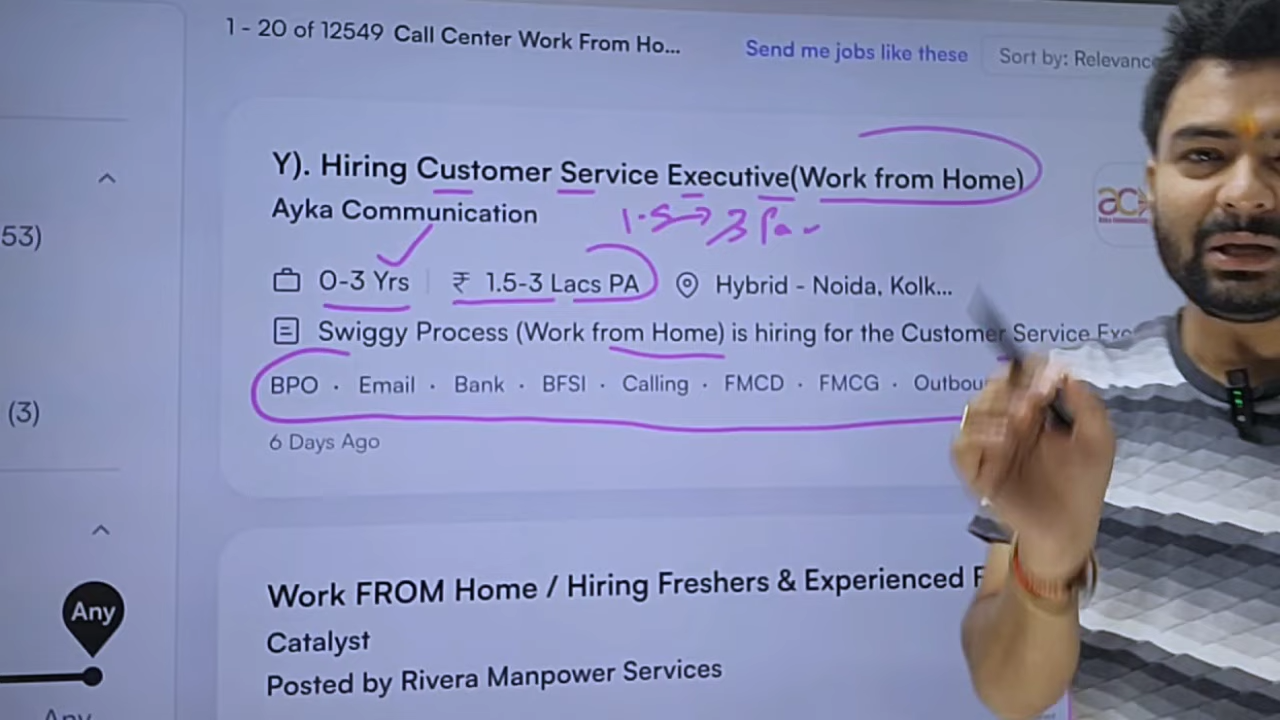 1 - 20 of 12549 Call Center Work From Ho...
Send me jobs like these
Sort by: Relevance
53)
Y). Hiring Customer Service Executive(Work from Home)
Ayka Communication
1.5→3
0-3 Yrs
₹ 1.5-3 Lacs PA
Hybrid - Noida, Kolk...
Swiggy Process (Work from Home) is hiring for the Customer Service Exc
BPO · Email · Bank · BFSI · Calling · FMCD · FMCG · Outbou
(3)
6 Days Ago
Any
Work FROM Home / Hiring Freshers & Experienced F
Catalyst
Posted by Rivera Manpower Services
Any